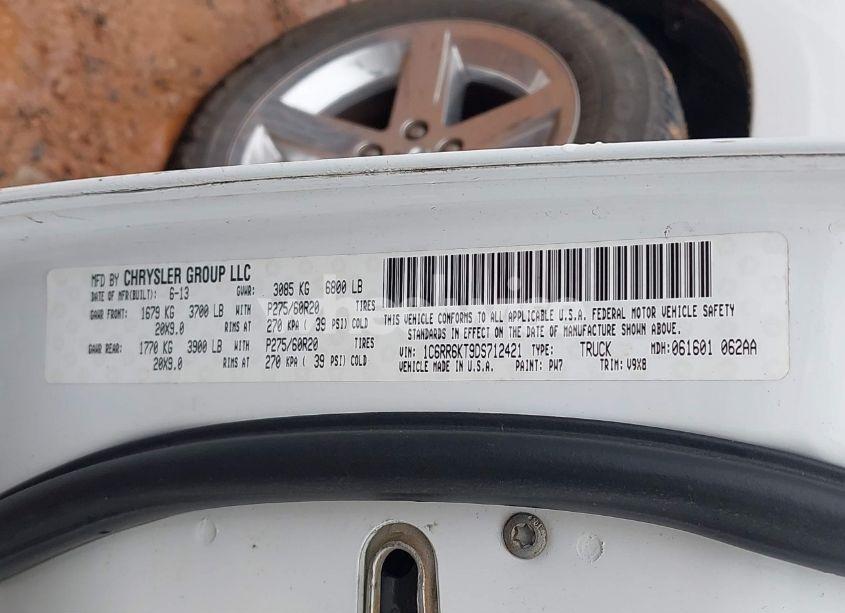 MFD BY CHRYSLER GROUP LLC
DATE OF MFR(BUILT): 6-13 GVWR: 3085 KG 6800 LB
GAWR FRONT: 1679 KG 3700 LB WITH P275/60R20 TIRES
20X9.0 RIMS AT 270 KPA ( 39 PSI) COLD
GAWR REAR: 1770 KG 3900 LB WITH P275/60R20 TIRES
20X9.0 RIMS AT 270 KPA ( 39 PSI) COLD
THIS VEHICLE CONFORMS TO ALL APPLICABLE U.S.A. FEDERAL MOTOR VEHICLE SAFETY
STANDARDS IN EFFECT ON THE DATE OF MANUFACTURE SHOWN ABOVE.
VIN: 1C6RR6KT9DS712421 TYPE: TRUCK MDH: 061601 062AA
VEHICLE MADE IN U.S.A. PAINT: PW7 TRIM: V9X8